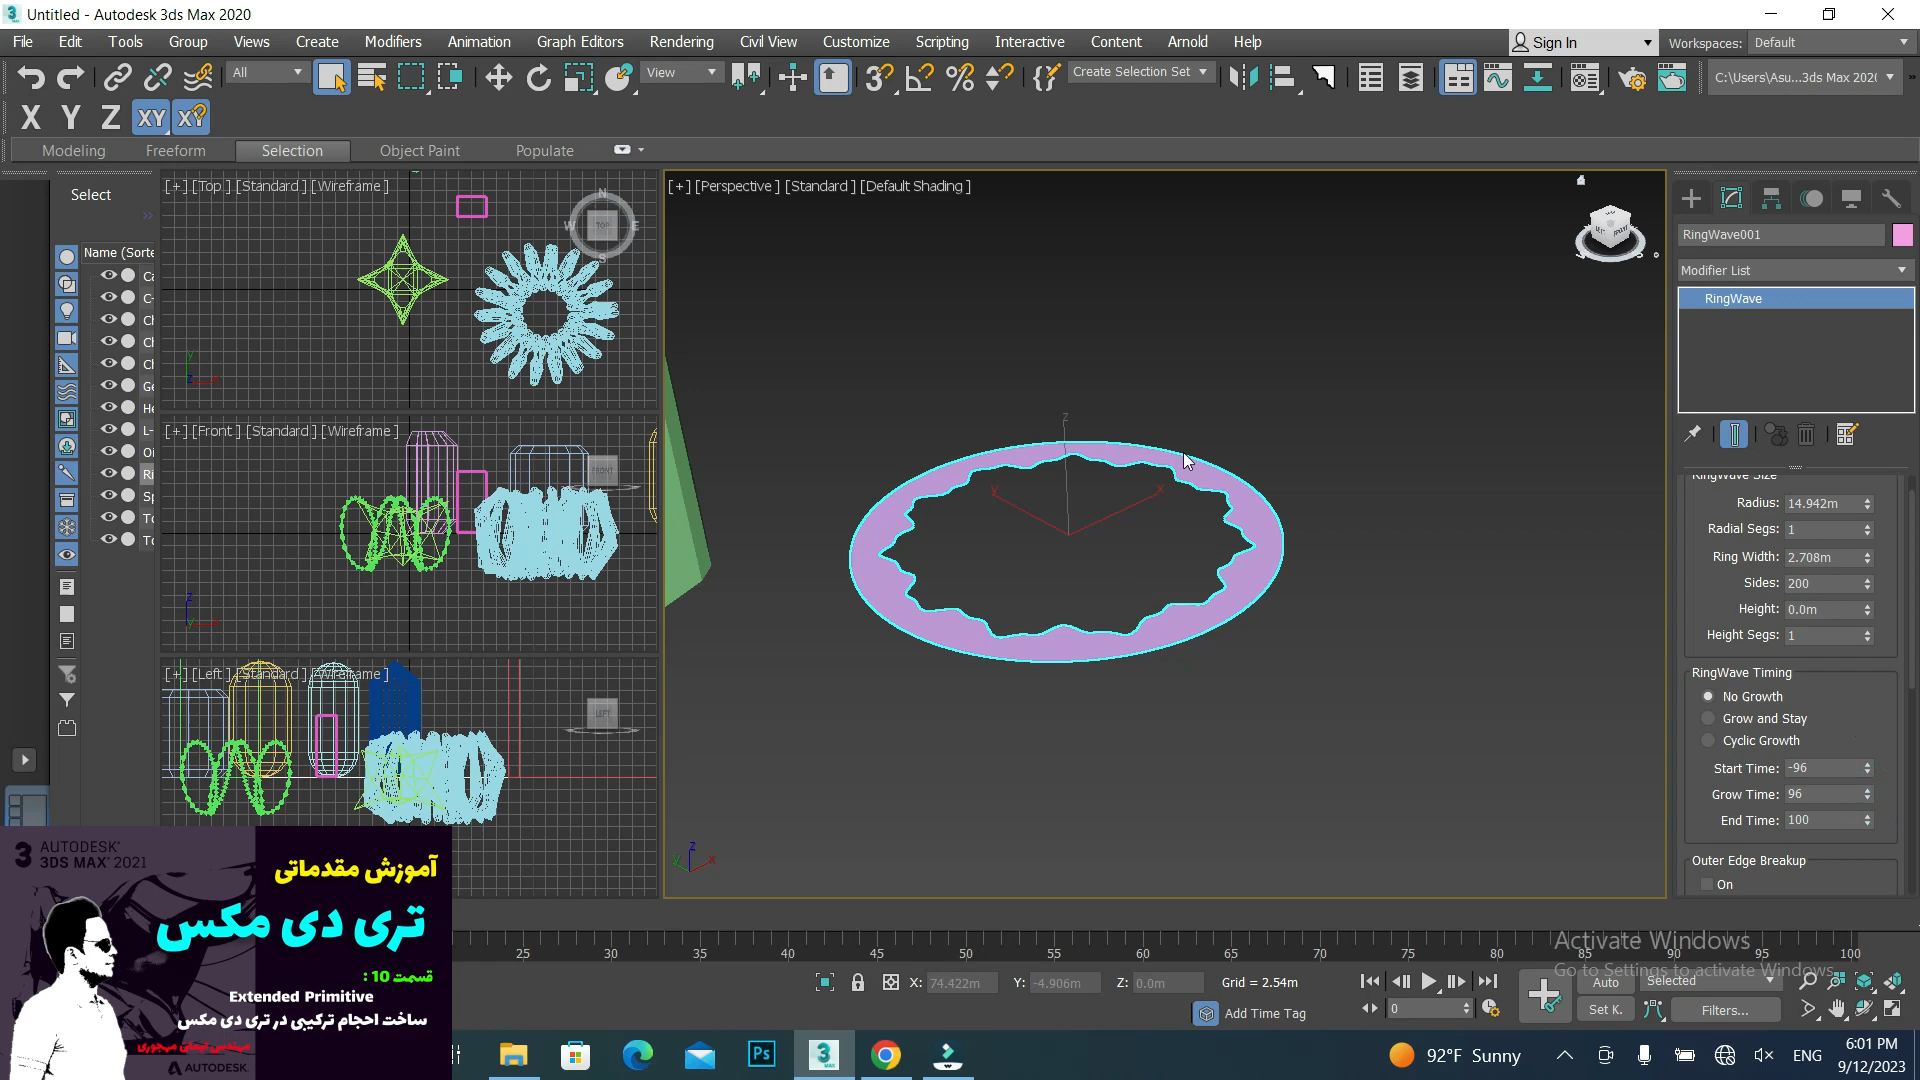 Untitled - Autodesk 3ds Max 2020
File Edit Tools Group Views Create Modifiers Animation Graph Editors Rendering Civil View Customize Scripting Interactive Content Arnold Help
Sign In
Workspaces: Default
All
View
Create Selection Set
C:\Users\Asu...3ds Max 202(
X Y Z XY
Modeling Freeform Selection Object Paint Populate
Select
Name (Sorte
[+] [Top ] [Standard ] [Wireframe ]
[+] [Perspective ] [Standard ] [Default Shading ]
[+] [Front ] [Standard ] [Wireframe ]
[+] [Left ] [Standard ] [Wireframe ]
TOP
FRONT
LEFT
RingWave001
Modifier List
RingWave
RingWave Size
Radius: 14.942m
Radial Segs: 1
Ring Width: 2.708m
Sides: 200
Height: 0.0m
Height Segs: 1
RingWave Timing
No Growth
Grow and Stay
Cyclic Growth
Start Time: -96
Grow Time: 96
End Time: 100
Outer Edge Breakup
On
3 AUTODESK®
3DS MAX® 2021
آموزش مقدماتی
تری دی مکس
قسمت 10 :
Extended Primitive
ساخت احجام ترکیبی در تری دی مکس
AUTODESK.
25 30 35 40 45 50 55 60 65 70 75 80 85 90 95 100
Activate Windows
Go to Settings to activate Windows.
X: 74.422m Y: -4.906m Z: 0.0m Grid = 2.54m
Add Time Tag
0
Auto Selected
Set K. Filters...
Ps
92°F Sunny
ENG
6:01 PM
9/12/2023